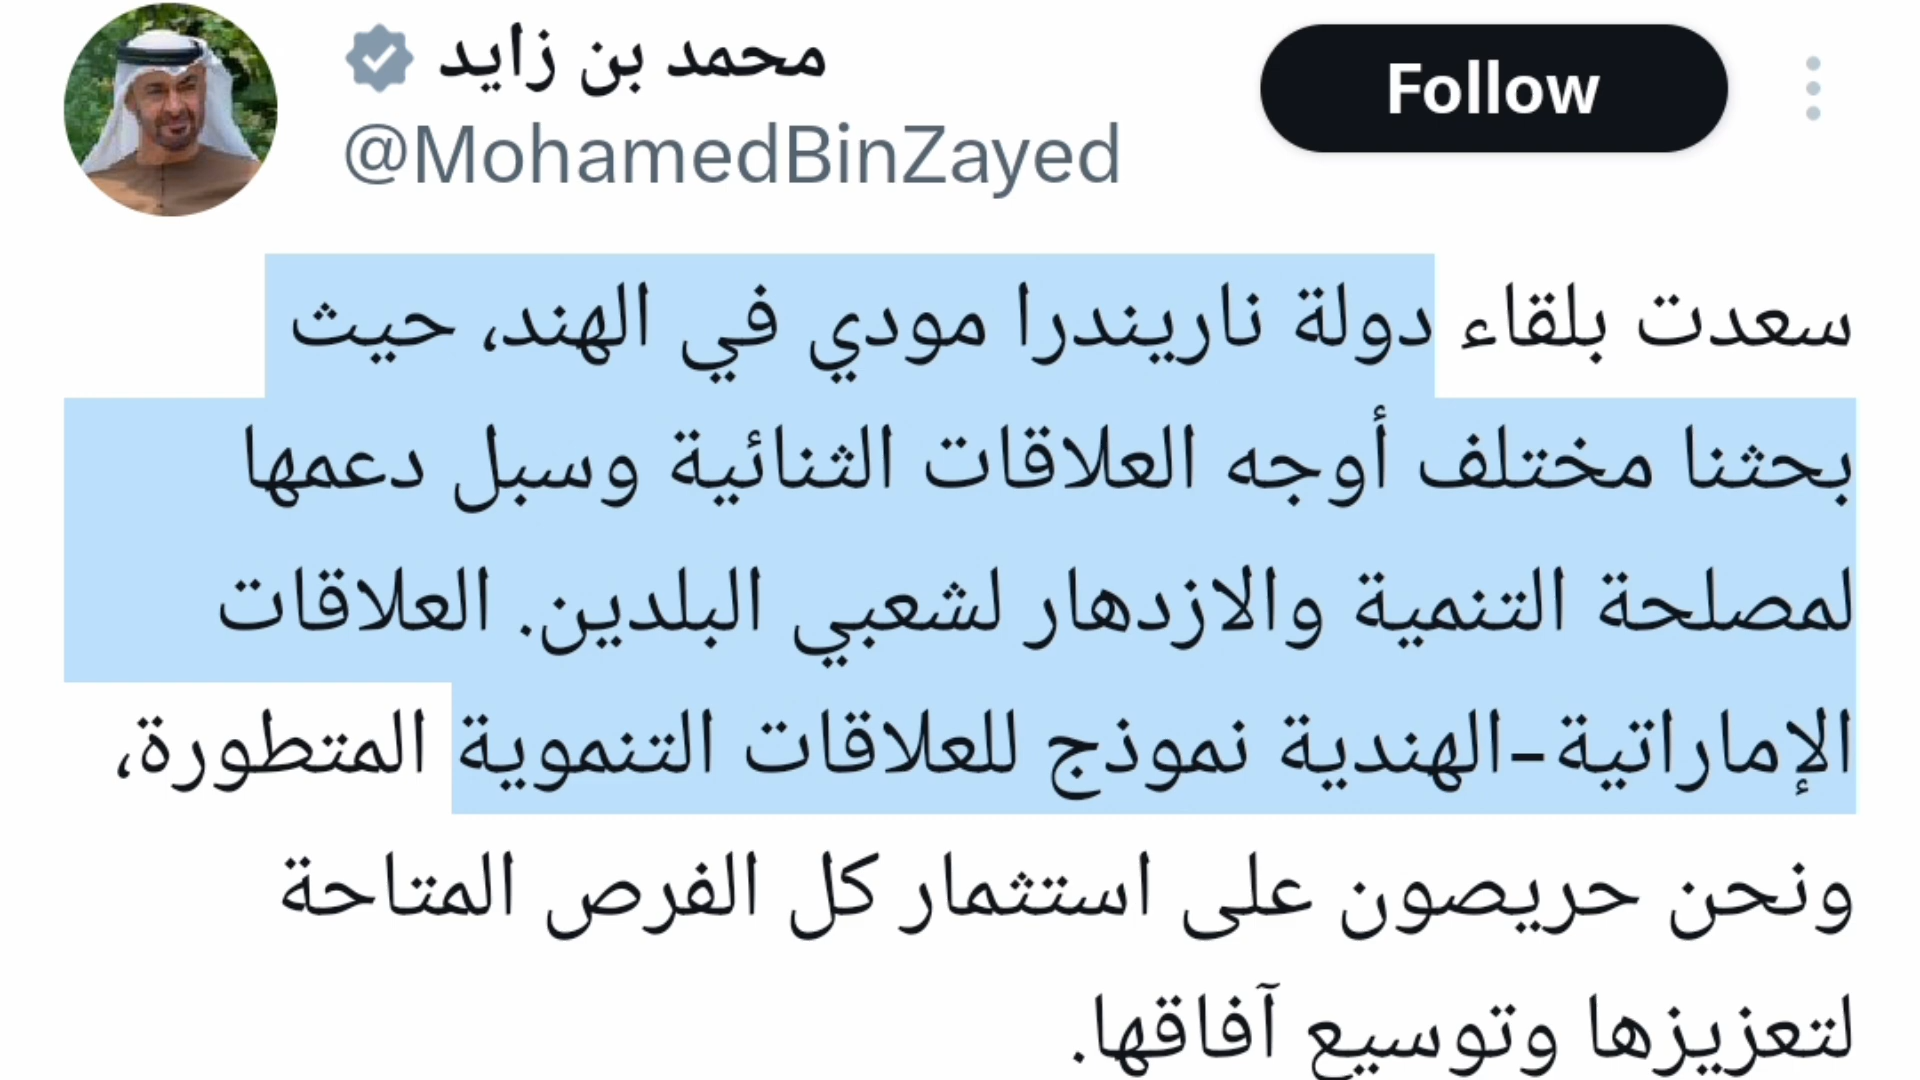 محمد بن زايد
@MohamedBinZayed
Follow
سعدت بلقاء دولة ناريندرا مودي في الهند، حيث
بحثنا مختلف أوجه العلاقات الثنائية وسبل دعمها
لمصلحة التنمية والازدهار لشعبي البلدين. العلاقات
الإماراتية-الهندية نموذج للعلاقات التنموية المتطورة،
ونحن حريصون على استثمار كل الفرص المتاحة
لتعزيزها وتوسيع آفاقها.